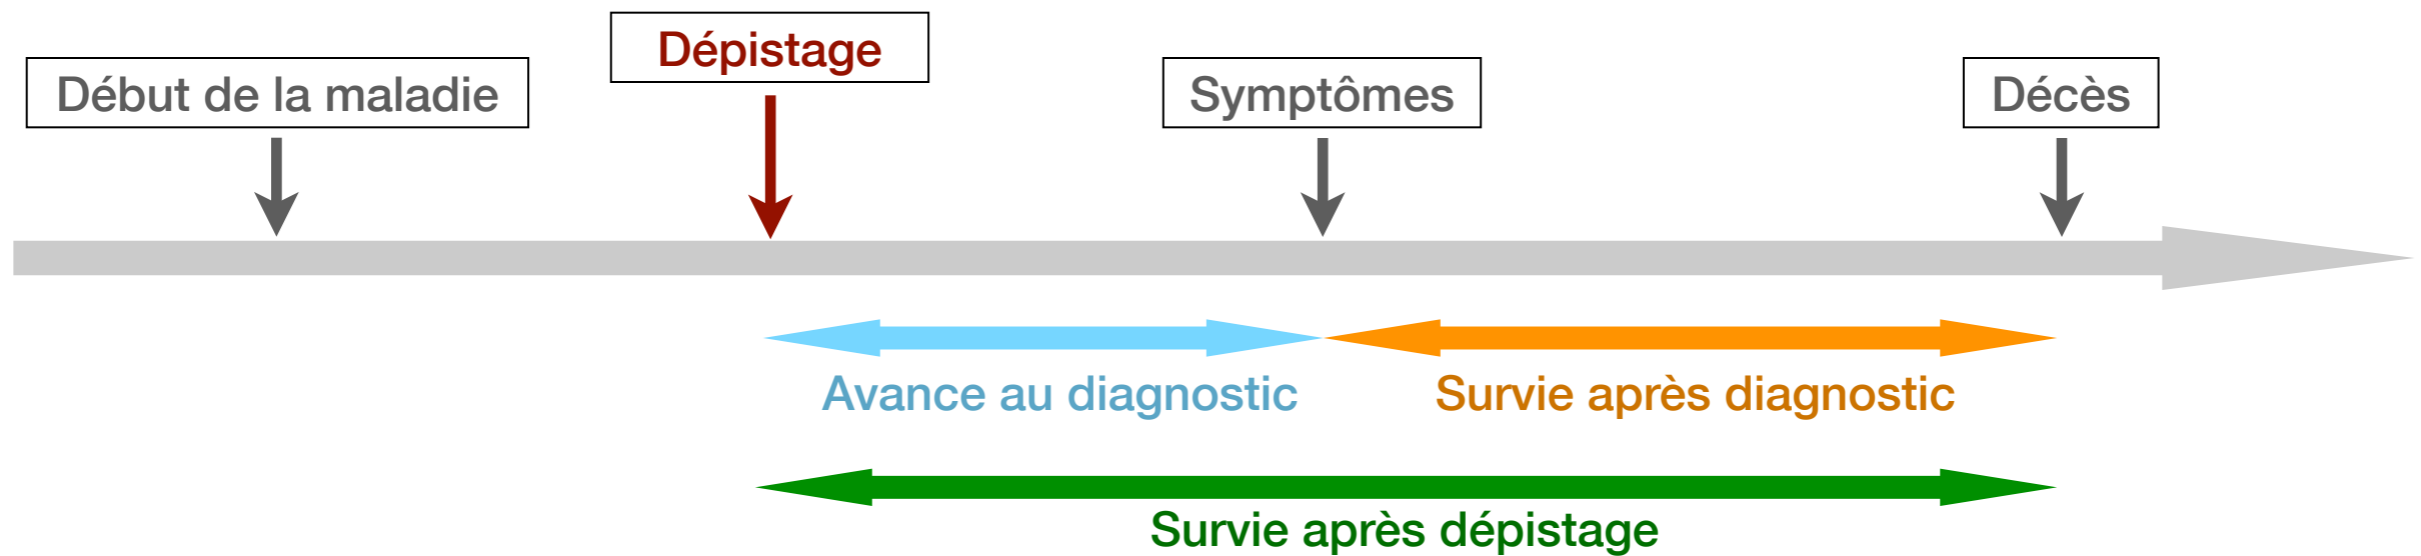 Début de la maladie
Dépistage
Symptômes
Décès
Avance au diagnostic
Survie après diagnostic
Survie après dépistage